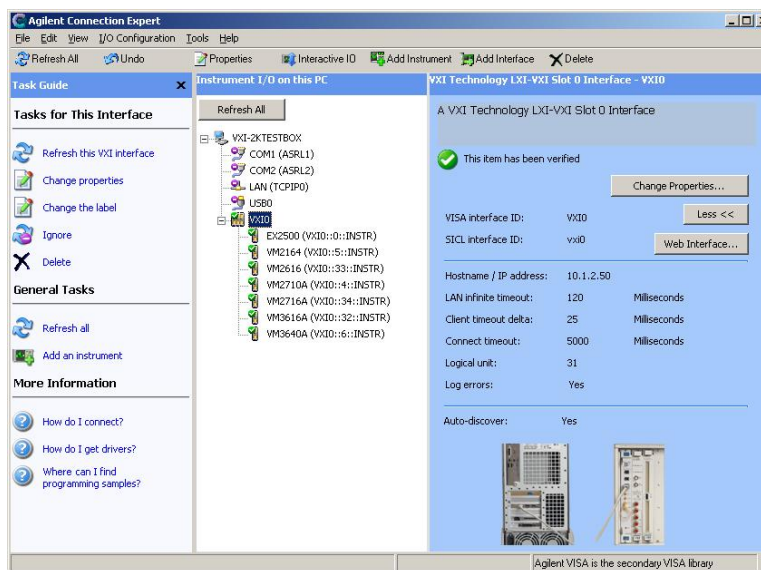 Agilent Connection Expert
File Edit View I/O Configuration Tools Help
Refresh All Undo Properties Interactive IO Add Instrument Add Interface Delete
Task Guide
Tasks for This Interface
Refresh this VXI interface
Change properties
Change the label
Ignore
Delete
General Tasks
Refresh all
Add an instrument
More Information
How do I connect?
How do I get drivers?
Where can I find
programming samples?
Instrument I/O on this PC
Refresh All
VXI-2KTESTBOX
COM1 (ASRL1)
COM2 (ASRL2)
LAN (TCPIP0)
USB0
VXI0
EX2500 (VXI0::0::INSTR)
VM2164 (VXI0::5::INSTR)
VM2616 (VXI0::33::INSTR)
VM2710A (VXI0::4::INSTR)
VM2716A (VXI0::34::INSTR)
VM3616A (VXI0::32::INSTR)
VM3640A (VXI0::6::INSTR)
VXI Technology LXI-VXI Slot 0 Interface - VXI0
A VXI Technology LXI-VXI Slot 0 Interface
This item has been verified
Change Properties...
VISA interface ID: VXI0 Less <<
SICL interface ID: vxi0 Web Interface...
Hostname / IP address: 10.1.2.50
LAN infinite timeout: 120 Milliseconds
Client timeout delta: 25 Milliseconds
Connect timeout: 5000 Milliseconds
Logical unit: 31
Log errors: Yes
Auto-discover: Yes
Agilent VISA is the secondary VISA library